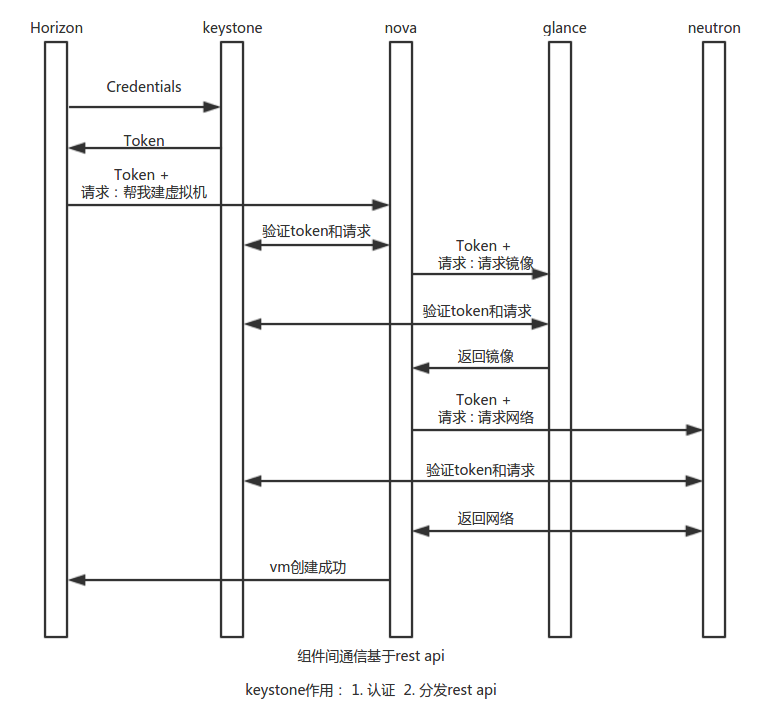 Horizon keystone nova glance neutron
Credentials
Token
Token +
请求：帮我建虚拟机
验证token和请求
Token +
请求：请求镜像
验证token和请求
返回镜像
Token +
请求：请求网络
验证token和请求
返回网络
vm创建成功
组件间通信基于rest api
keystone作用： 1. 认证 2. 分发rest api